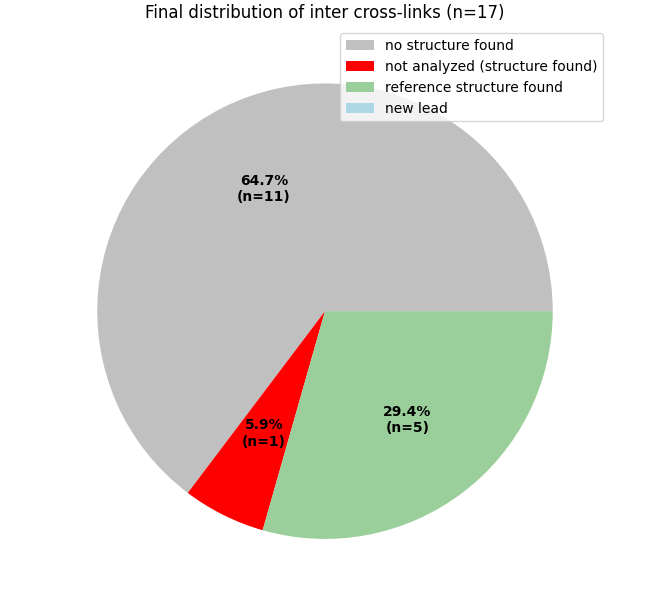 Final distribution of inter cross-links (n=17)
no structure found
not analyzed (structure found)
reference structure found
new lead
64.7%
(n=11)
5.9%
(n=1)
29.4%
(n=5)